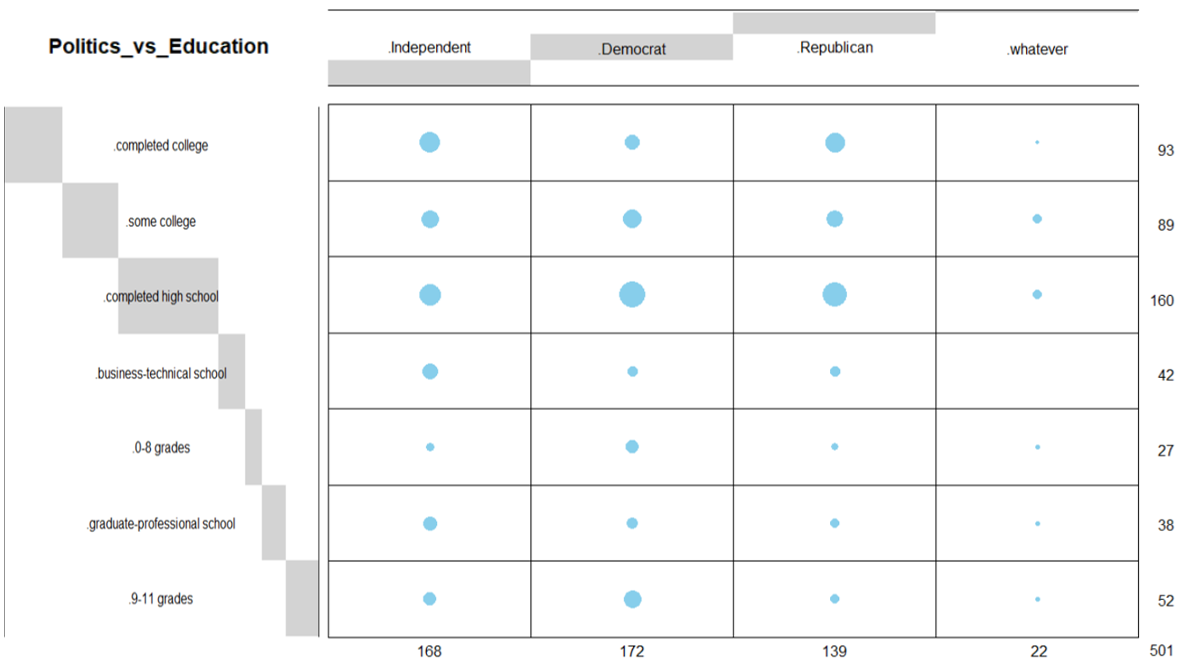 Politics_vs_Education
.Independent
.Democrat
.Republican
.whatever
.completed college
93
.some college
89
.completed high school
160
.business-technical school
42
.0-8 grades
27
.graduate-professional school
38
.9-11 grades
52
168
172
139
22
501